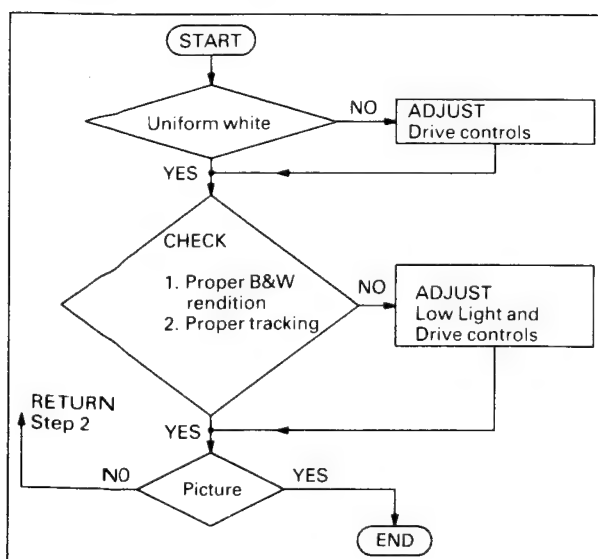 START
Uniform white
NO
ADJUST
Drive controls
YES
CHECK
1. Proper B&W
rendition
2. Proper tracking
NO
ADJUST
Low Light and
Drive controls
YES
RETURN
Step 2
NO
Picture
YES
END